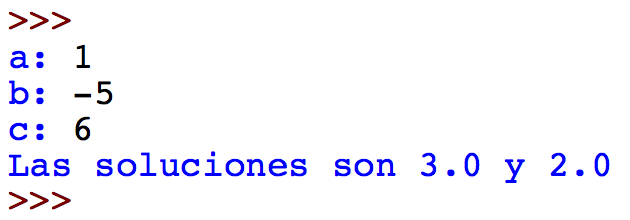 >>>
a: 1
b: -5
c: 6
Las soluciones son 3.0 y 2.0
>>>